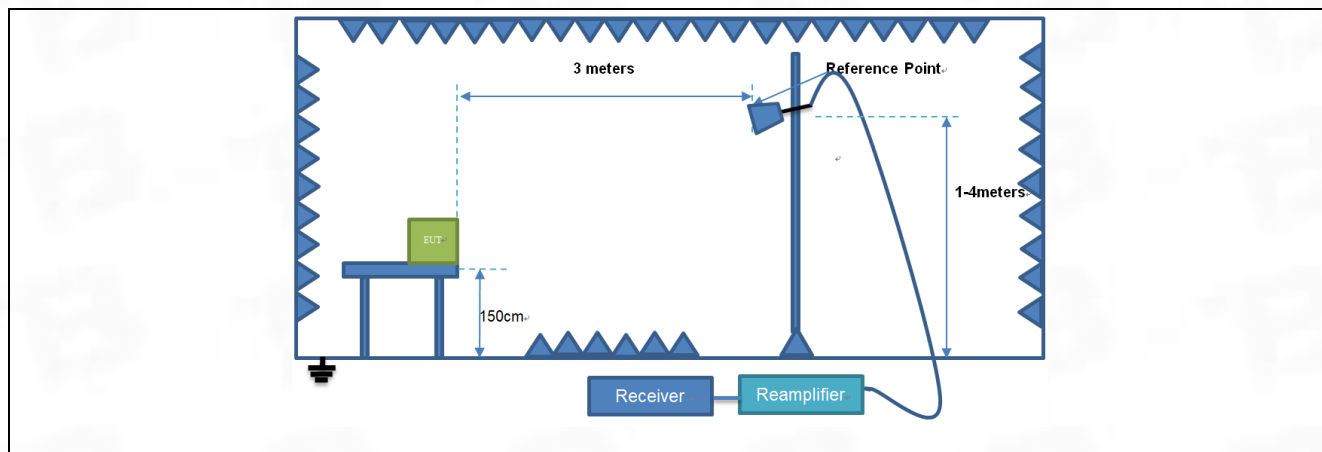 3 meters
Reference Point
1-4meters
EUT
150cm
Receiver
Reamplifier